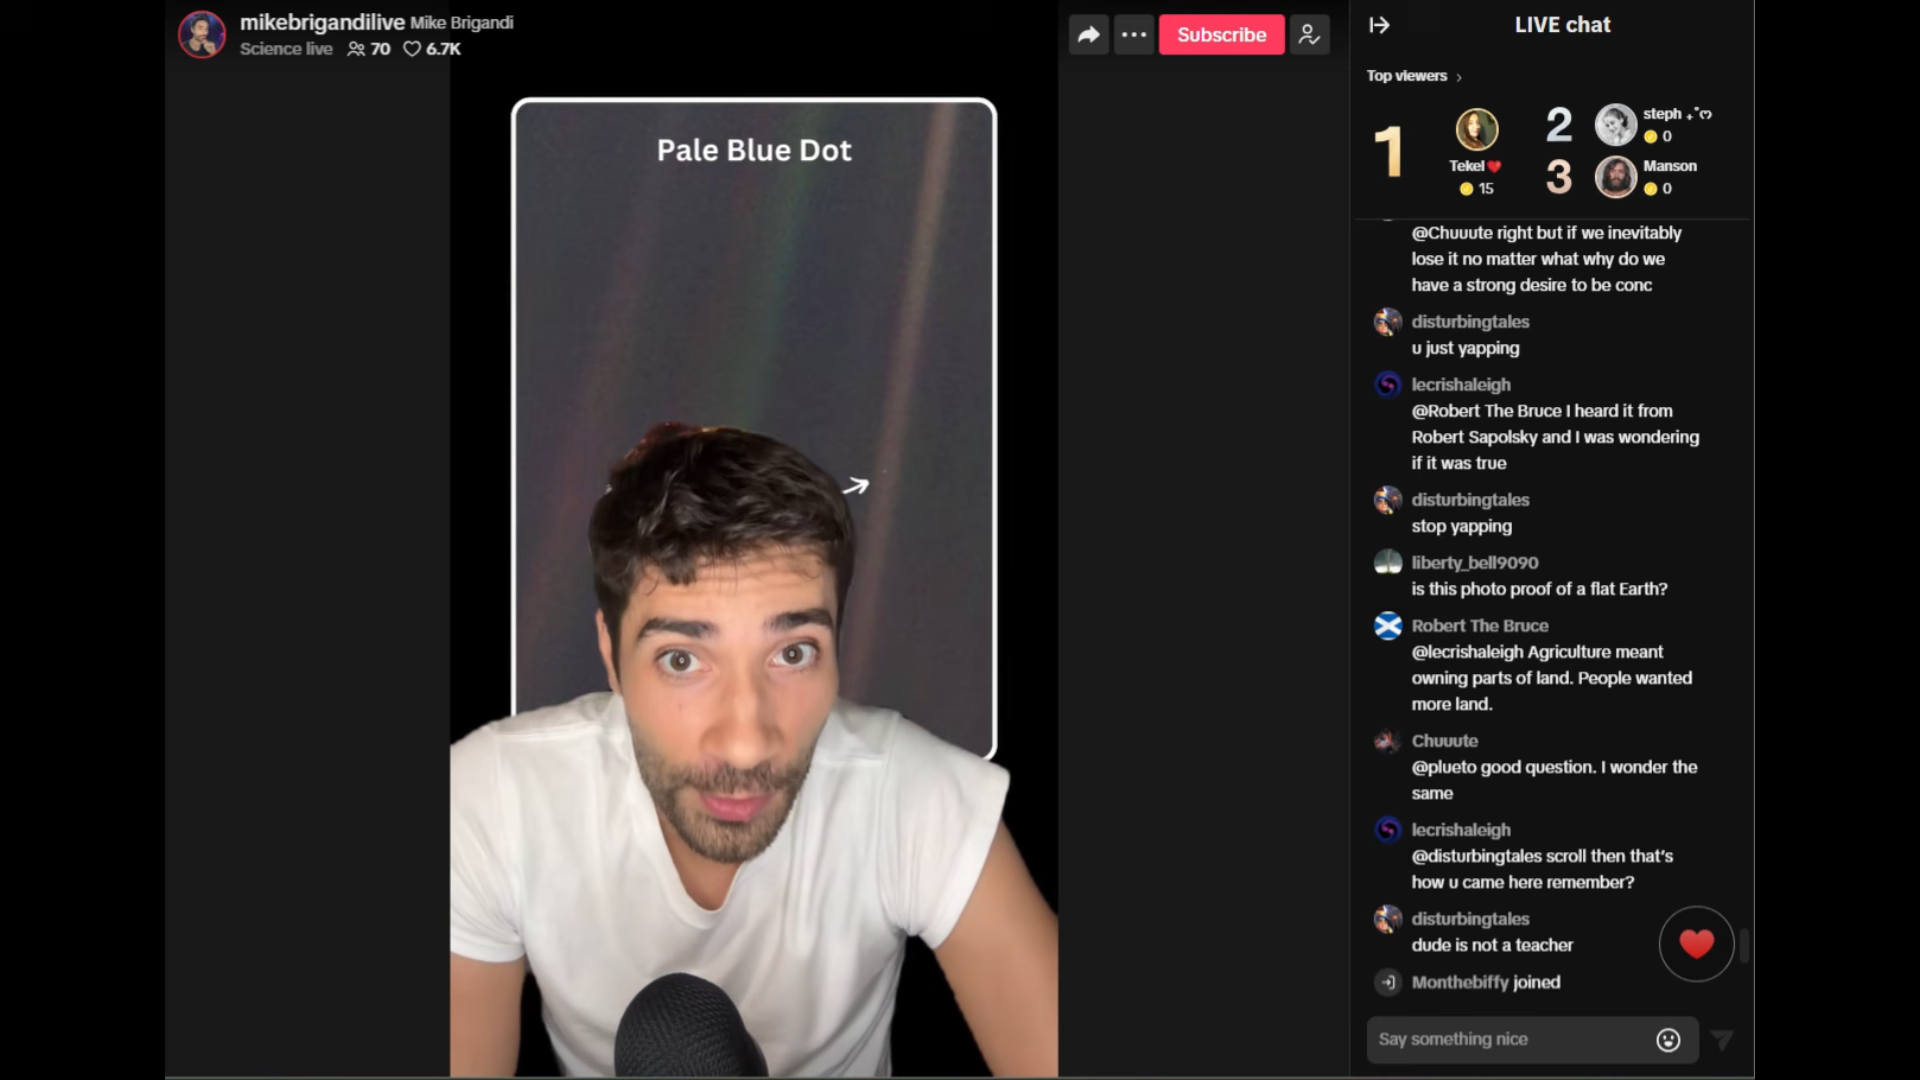 mikebrigandilive Mike Brigandi
Science live 70 6.7K
Subscribe
Pale Blue Dot
LIVE chat
Top viewers
1
Tekel
15
2
steph
0
3
Manson
0
@Chuuute right but if we inevitably
lose it no matter what why do we
have a strong desire to be conc
disturbingtales
u just yapping
lecrishaleigh
@Robert The Bruce I heard it from
Robert Sapolsky and I was wondering
if it was true
disturbingtales
stop yapping
liberty_bell9090
is this photo proof of a flat Earth?
Robert The Bruce
@lecrishaleigh Agriculture meant
owning parts of land. People wanted
more land.
Chuuute
@plueto good question. I wonder the
same
lecrishaleigh
@disturbingtales scroll then that's
how u came here remember?
disturbingtales
dude is not a teacher
Monthebiffy joined
Say something nice